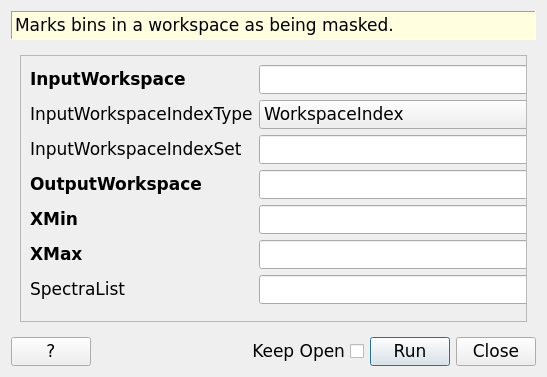 Marks bins in a workspace as being masked.
InputWorkspace
InputWorkspaceIndexType WorkspaceIndex
InputWorkspaceIndexSet
OutputWorkspace
XMin
XMax
SpectraList
? Keep Open Run Close